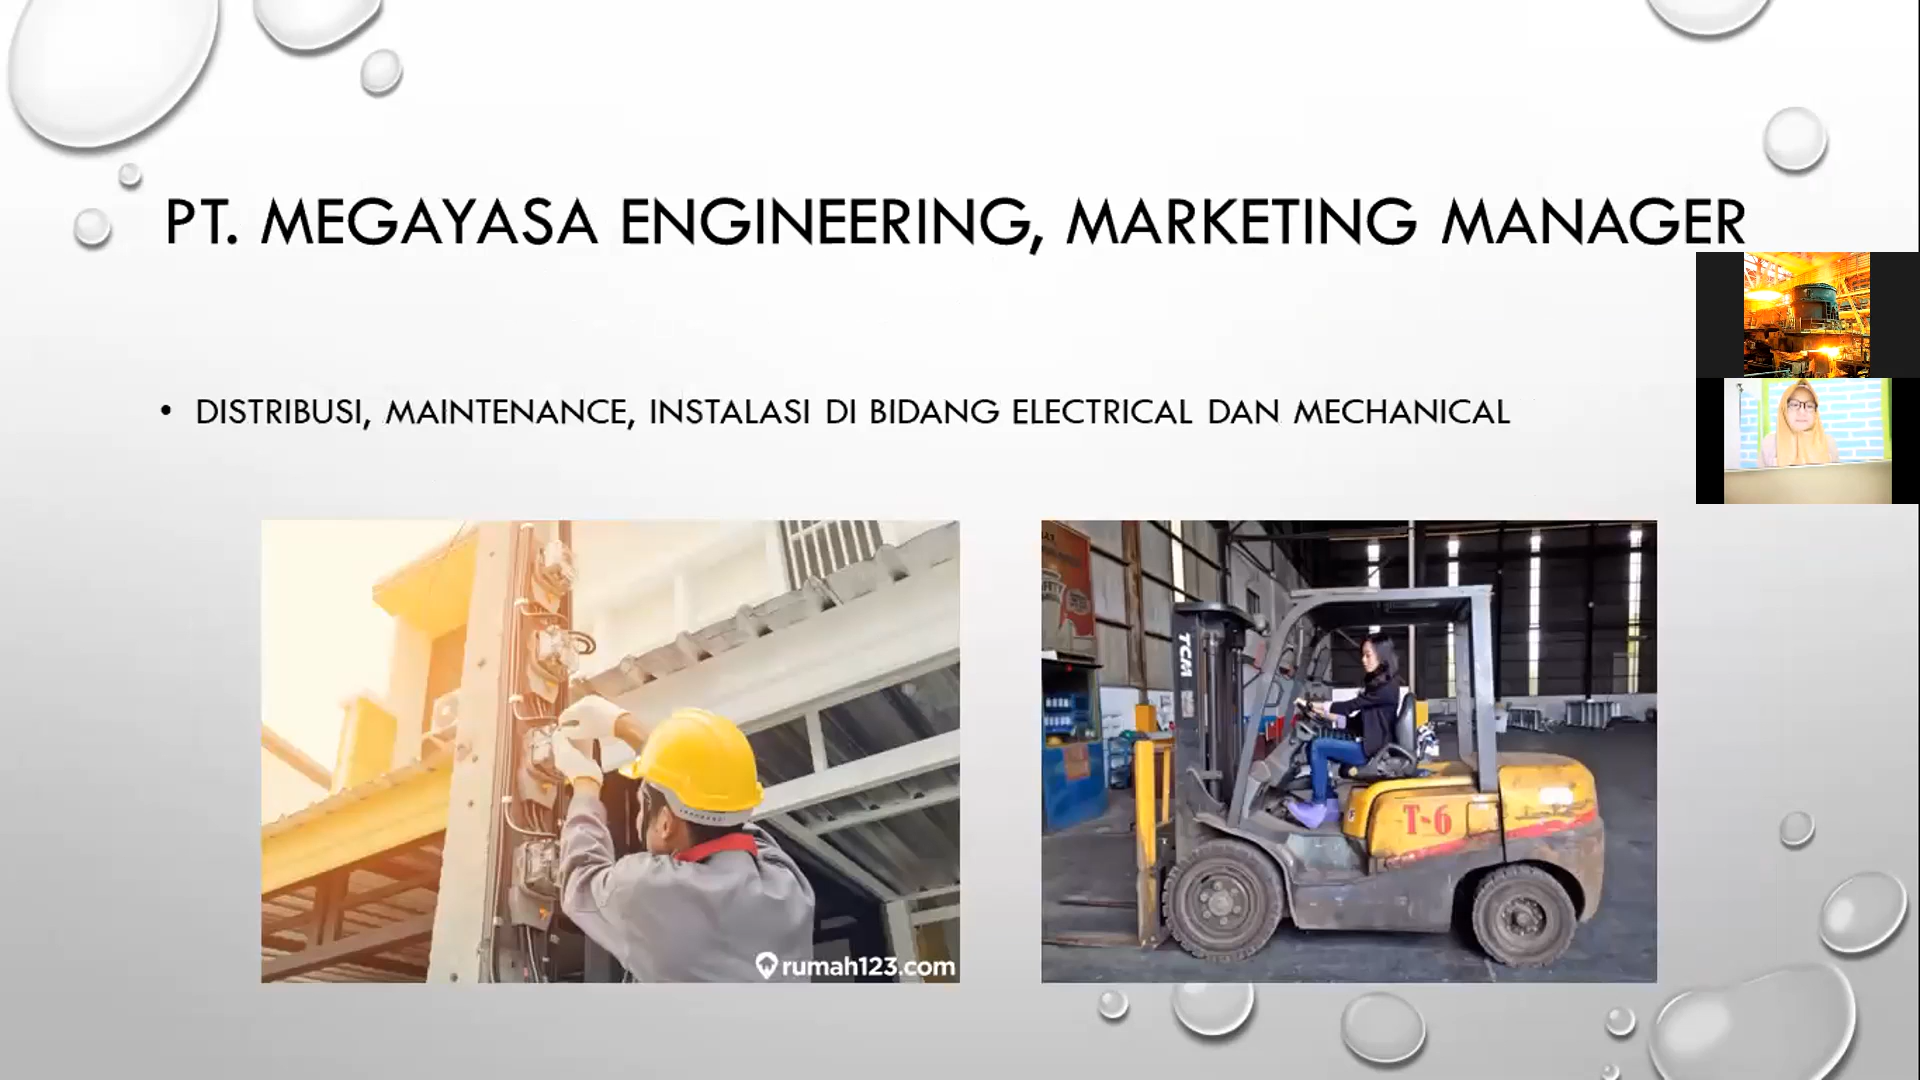 PT. MEGAYASA ENGINEERING, MARKETING MANAGER
• DISTRIBUSI, MAINTENANCE, INSTALASI DI BIDANG ELECTRICAL DAN MECHANICAL
rumah123.com
TCM
T-6